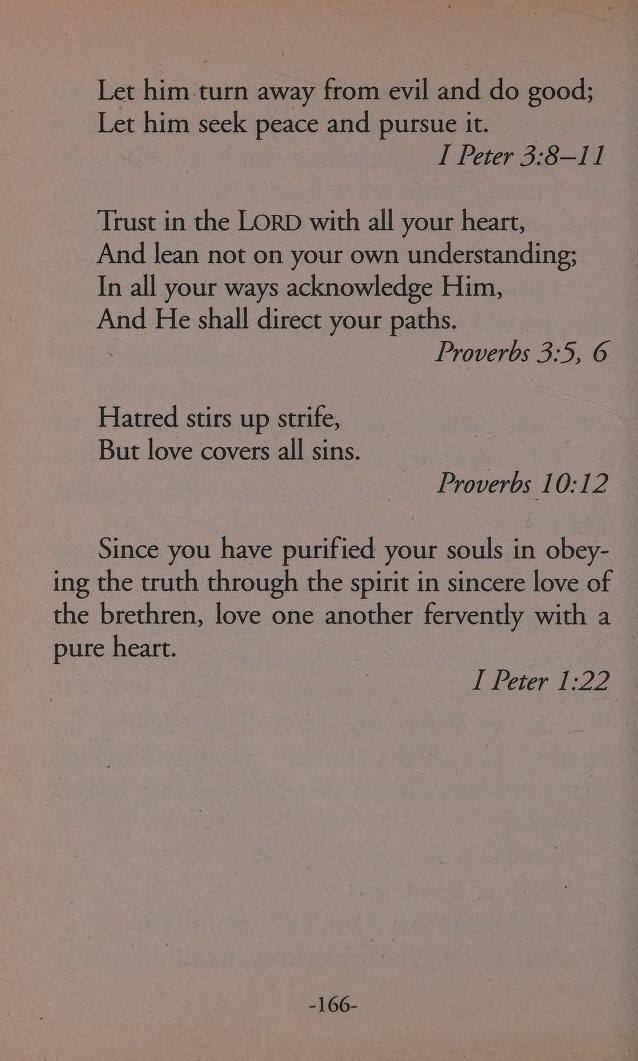 Let him turn away from evil and do good;
Let him seek peace and pursue it.
I Peter 3:8–11
Trust in the LORD with all your heart,
And lean not on your own understanding;
In all your ways acknowledge Him,
And He shall direct your paths.
Proverbs 3:5, 6
Hatred stirs up strife,
But love covers all sins.
Proverbs 10:12
Since you have purified your souls in obey-
ing the truth through the spirit in sincere love of
the brethren, love one another fervently with a
pure heart.
I Peter 1:22
-166-